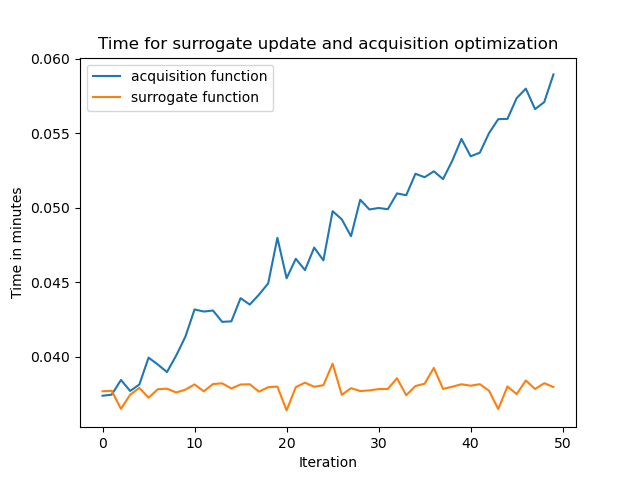 Time for surrogate update and acquisition optimization
acquisition function
surrogate function
Time in minutes
0.060
0.055
0.050
0.045
0.040
0 10 20 30 40 50
Iteration